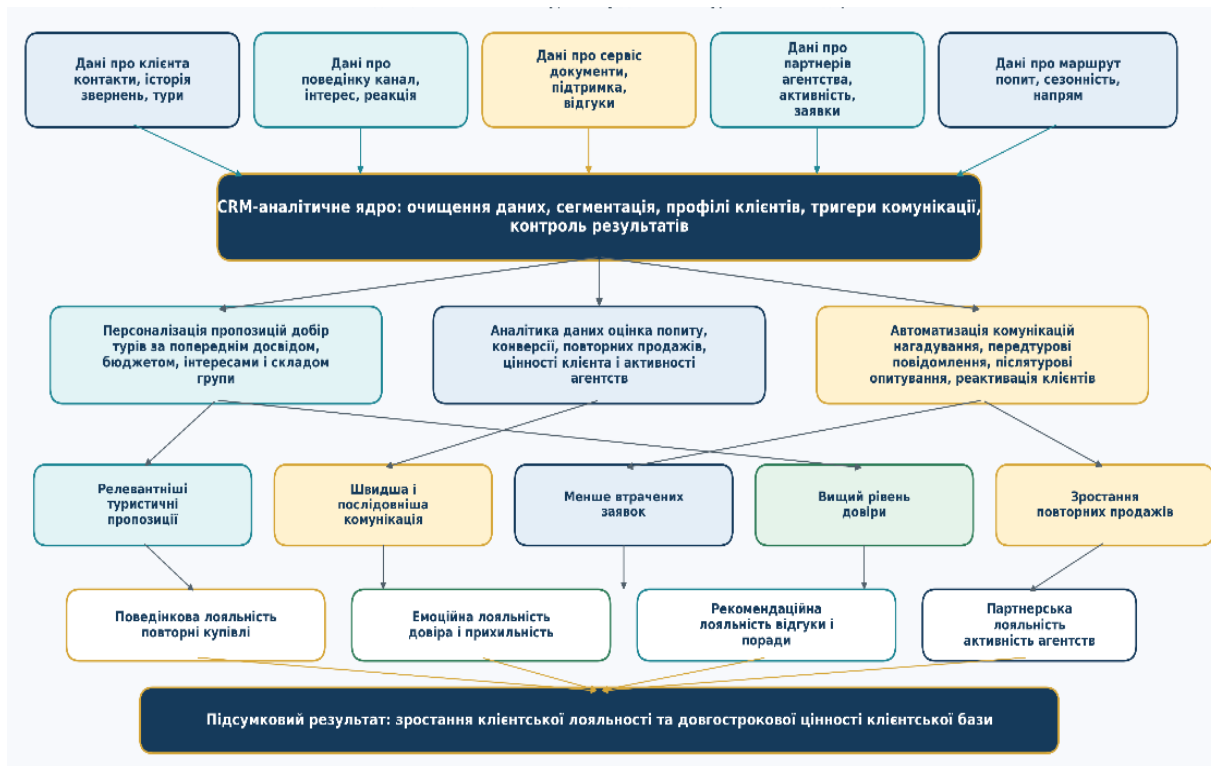 Дані про клієнта
контакти, історія
звернень, тури
Дані про
поведінку канал,
інтерес, реакція
Дані про сервіс
документи,
підтримка,
відгуки
Дані про
партнерів
агентства,
активність,
заявки
Дані про маршрут
попит, сезонність,
напрям
CRM-аналітичне ядро: очищення даних, сегментація, профілі клієнтів, тригери комунікації,
контроль результатів
Персоналізація пропозицій добір
турів за попереднім досвідом,
бюджетом, інтересами і складом
групи
Аналітика даних оцінка попиту,
конверсії, повторних продажів,
цінності клієнта і активності
агентств
Автоматизація комунікацій
нагадування, передтурові
повідомлення, післятурові
опитування, реактивація клієнтів
Релевантніші
туристичні
пропозиції
Швидша і
послідовніша
комунікація
Менше втрачених
заявок
Вищий рівень
довіри
Зростання
повторних продажів
Поведінкова лояльність
повторні купівлі
Емоційна лояльність
довіра і прихильність
Рекомендаційна
лояльність відгуки і
поради
Партнерська
лояльність
активність агентств
Підсумковий результат: зростання клієнтської лояльності та довгострокової цінності клієнтської бази